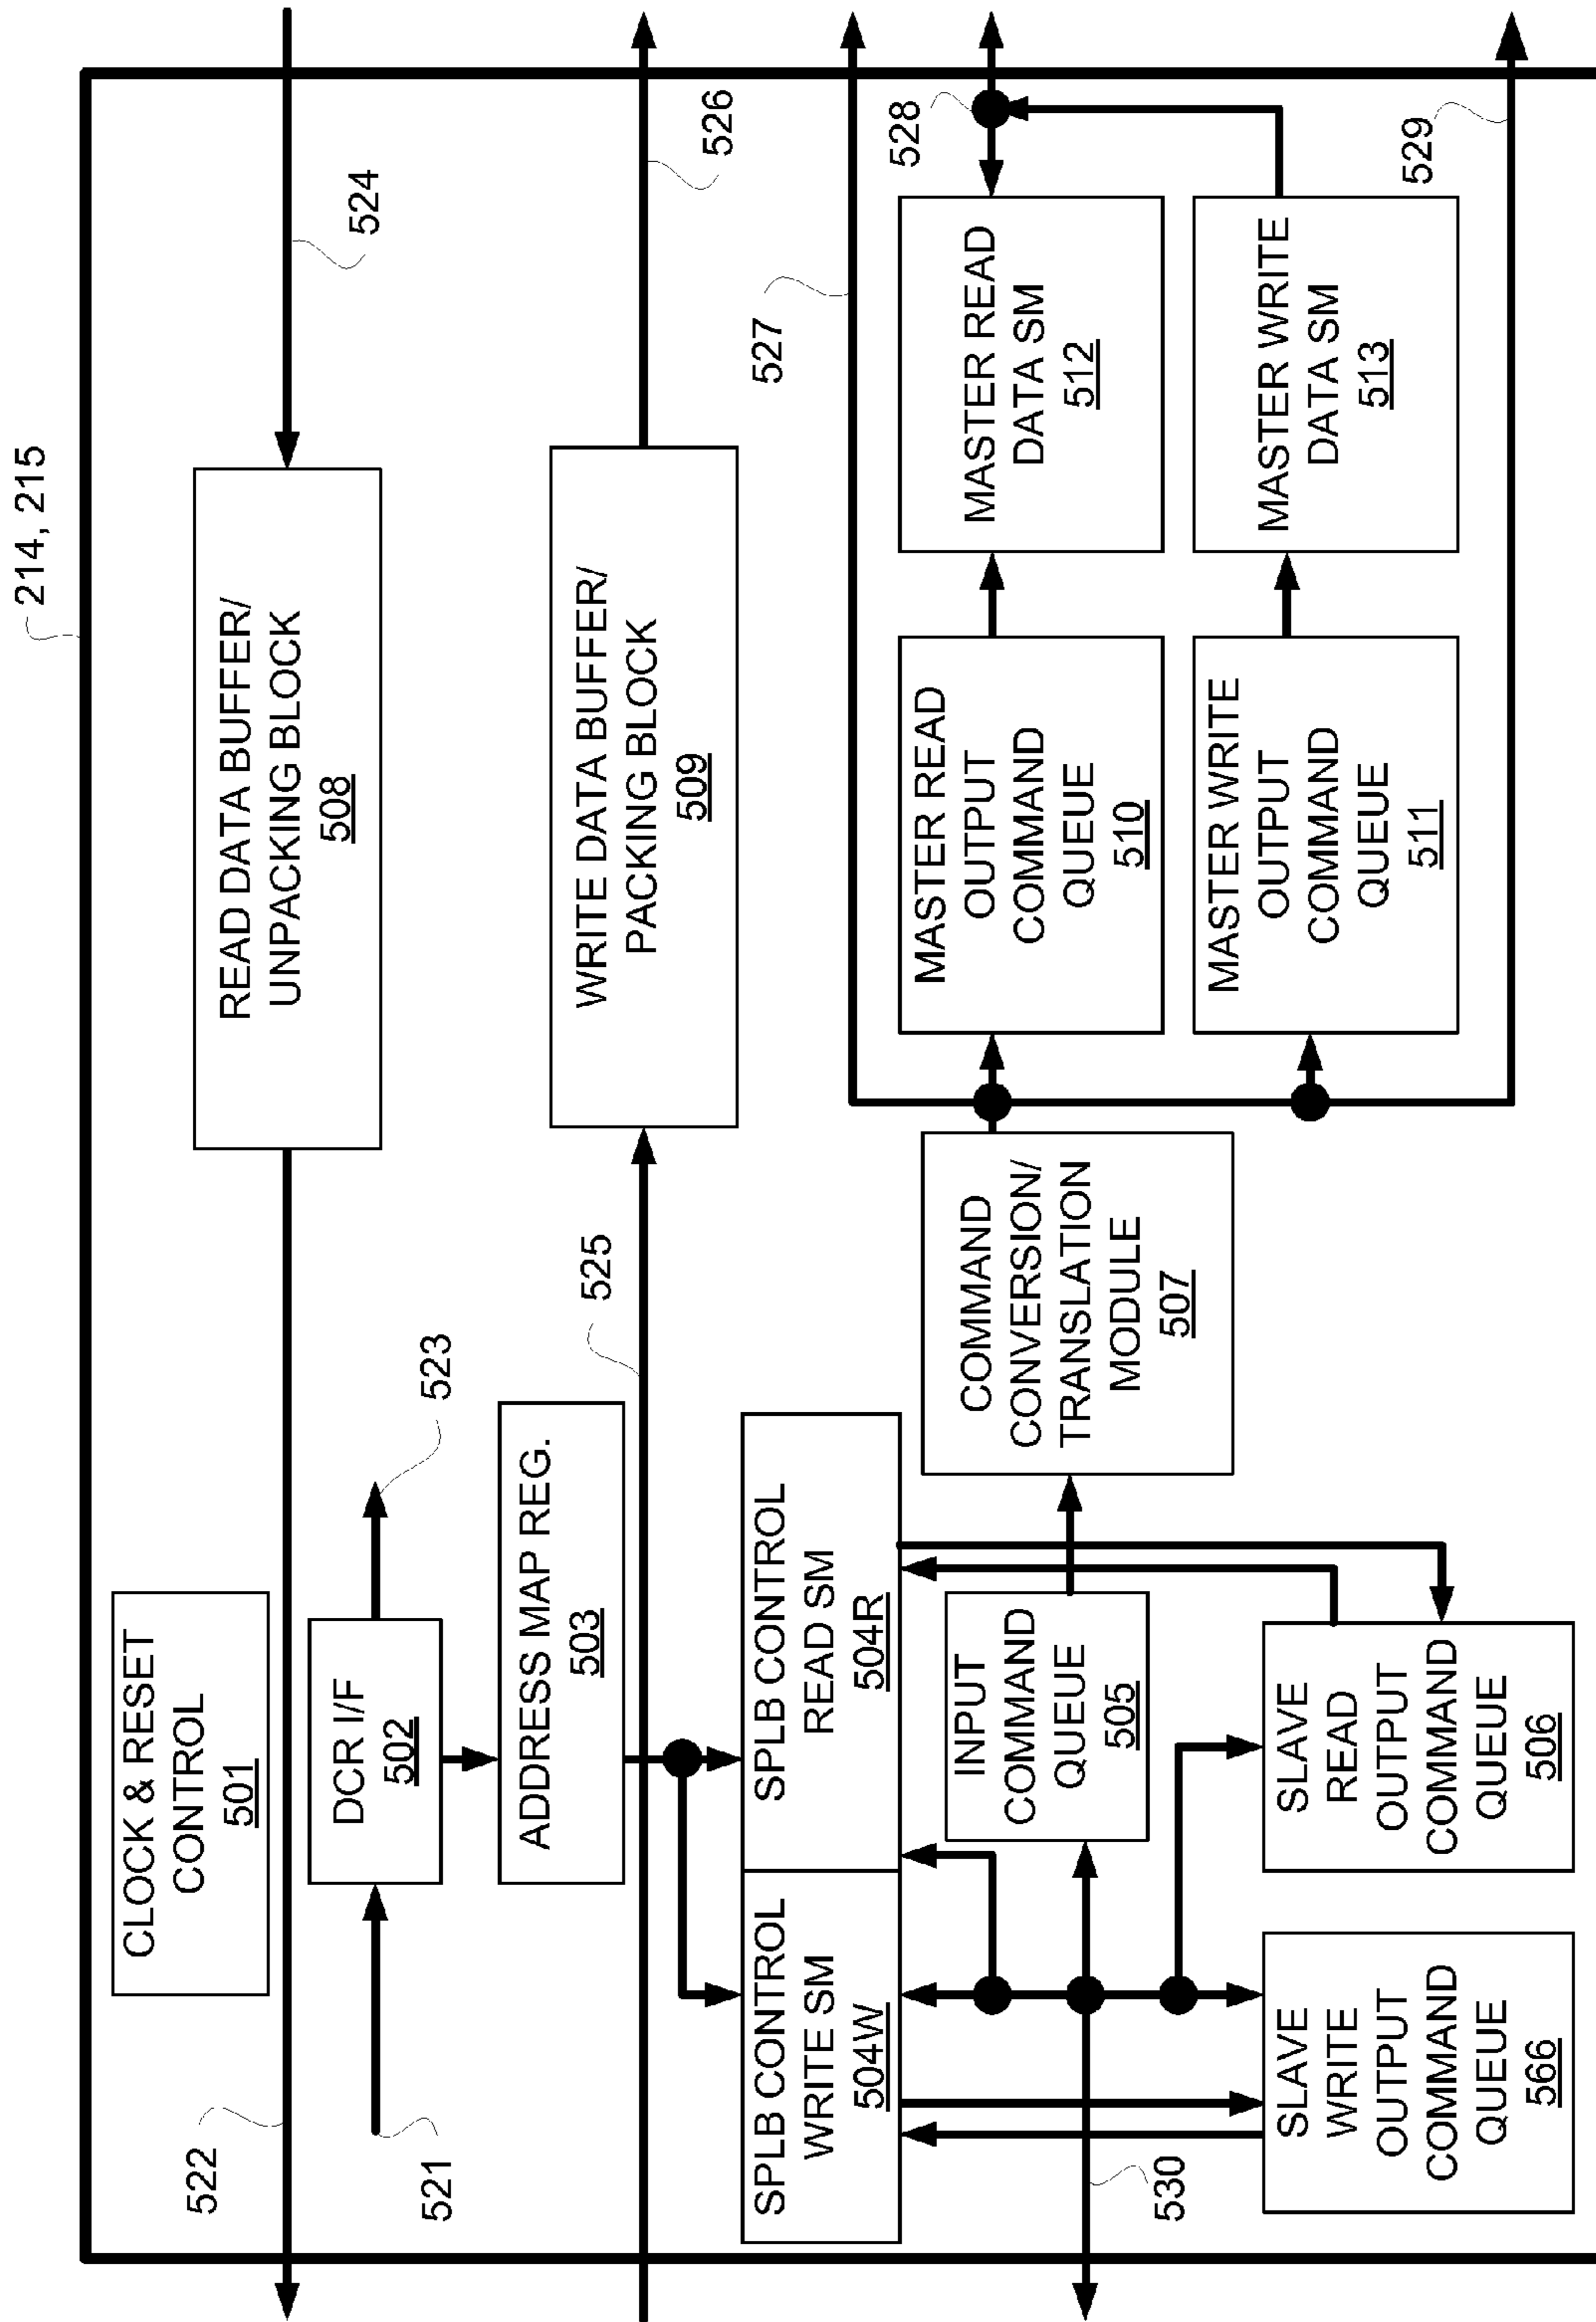 214, 215
CLOCK & RESET
CONTROL
501
522
READ DATA BUFFER/
UNPACKING BLOCK
508
524
521
DCR I/F
502
523
ADDRESS MAP REG.
503
525
WRITE DATA BUFFER/
PACKING BLOCK
509
526
SPLB CONTROL
WRITE SM
504W
SPLB CONTROL
READ SM
504R
527
528
INPUT
COMMAND
QUEUE
505
COMMAND
CONVERSION/
TRANSLATION
MODULE
507
MASTER READ
OUTPUT
COMMAND
QUEUE
510
MASTER READ
DATA SM
512
530
SLAVE
WRITE
OUTPUT
COMMAND
QUEUE
566
SLAVE
READ
OUTPUT
COMMAND
QUEUE
506
MASTER WRITE
OUTPUT
COMMAND
QUEUE
511
MASTER WRITE
DATA SM
513
529